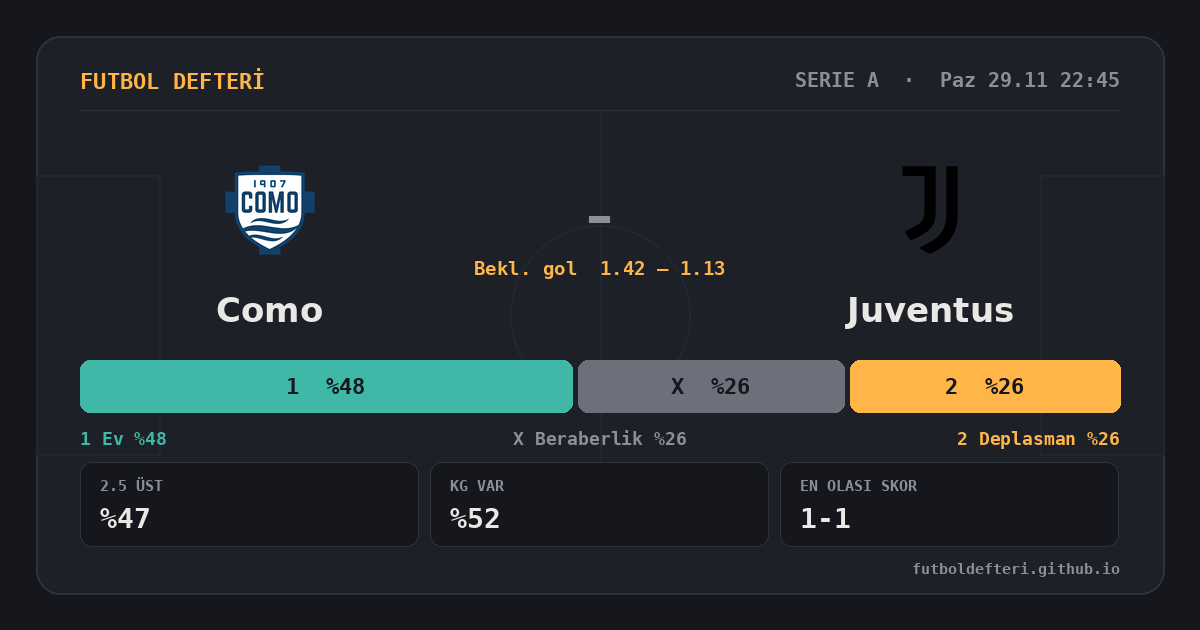 FUTBOL DEFTERİ
SERIE A · Paz 29.11 22:45
1907
COMO
–
Bekl. gol 1.42 – 1.13
Como
Juventus
1 %48
X %26
2 %26
1 Ev %48
X Beraberlik %26
2 Deplasman %26
2.5 ÜST
%47
KG VAR
%52
EN OLASI SKOR
1-1
futboldefteri.github.io